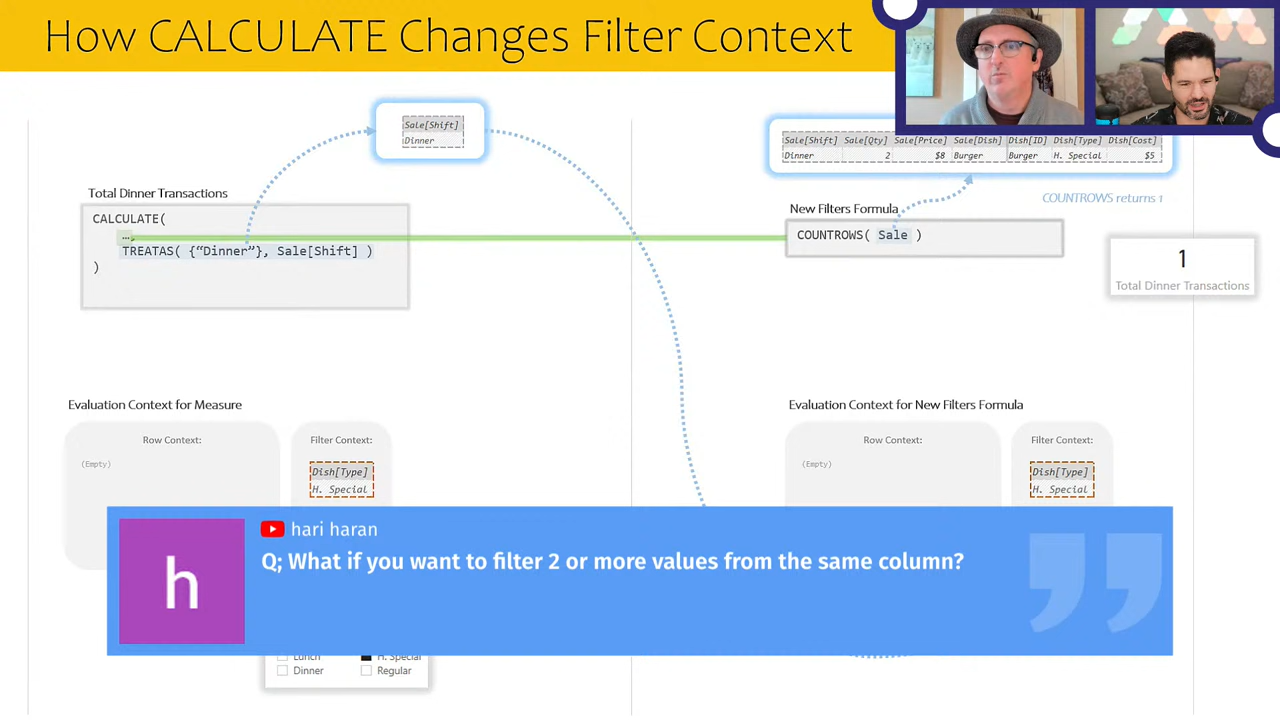 How CALCULATE Changes Filter Context
Sale[Shift]
Dinner
Total Dinner Transactions
CALCULATE(
…,
TREATAS( {“Dinner”}, Sale[Shift] )
)
Sale[Shift] Sale[Qty] Sale[Price] Sale[Dish] Dish[ID] Dish[Type] Dish[Cost]
Dinner 2 $8 Burger Burger H. Special $5
COUNTROWS returns 1
New Filters Formula
COUNTROWS( Sale )
1
Total Dinner Transactions
Evaluation Context for Measure
Row Context:
(Empty)
Filter Context:
Dish[Type]
H. Special
Evaluation Context for New Filters Formula
Row Context:
(Empty)
Filter Context:
Dish[Type]
H. Special
h
hari haran
Q; What if you want to filter 2 or more values from the same column?
Lunch H. Special
Dinner Regular